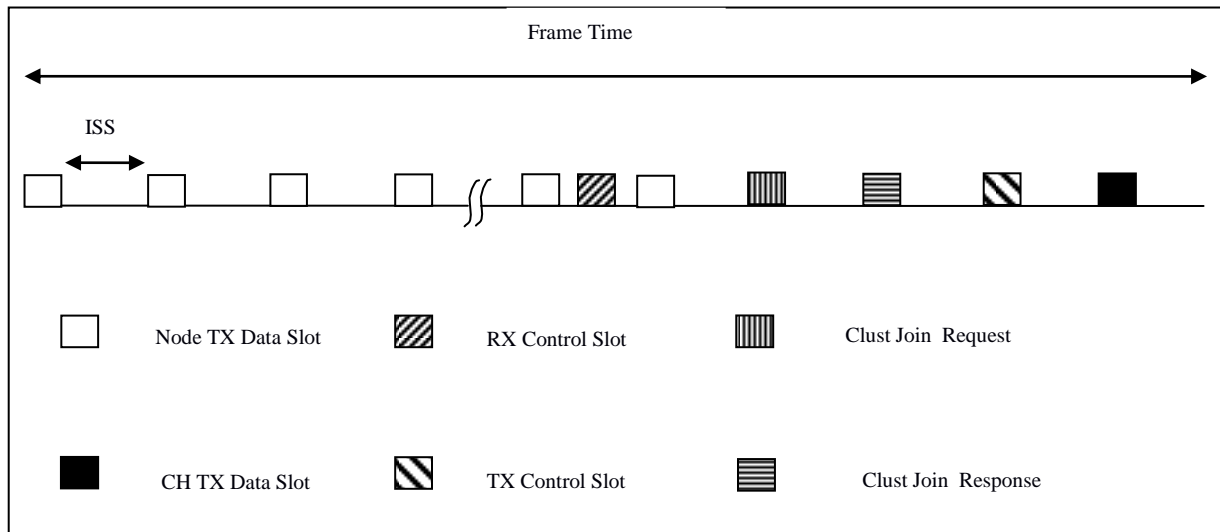 Frame Time
ISS
Node TX Data Slot
RX Control Slot
Clust Join Request
CH TX Data Slot
TX Control Slot
Clust Join Response